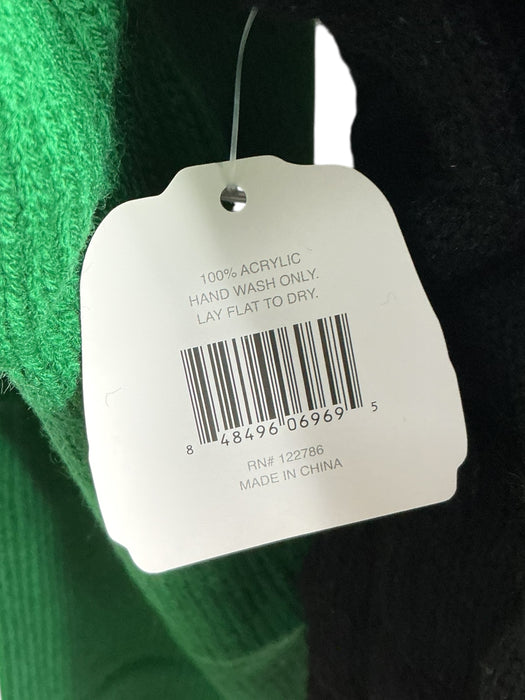 100% ACRYLIC
HAND WASH ONLY.
LAY FLAT TO DRY.
8 48496 06969 5
RN# 122786
MADE IN CHINA